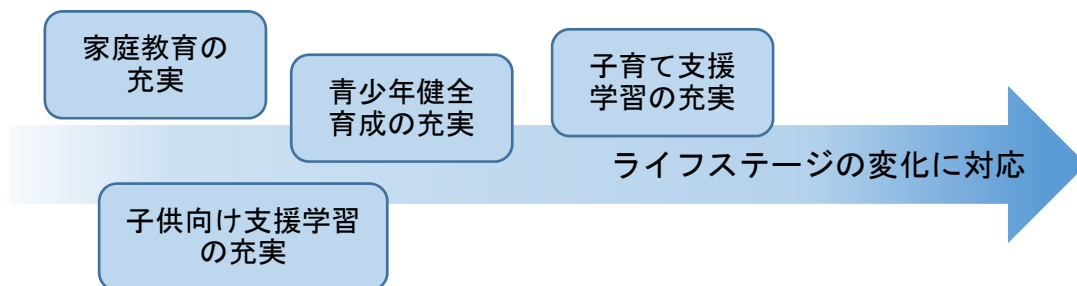 家庭教育の
充実
青少年健全
育成の充実
子育て支援
学習の充実
ライフステージの変化に対応
子供向け支援学習
の充実